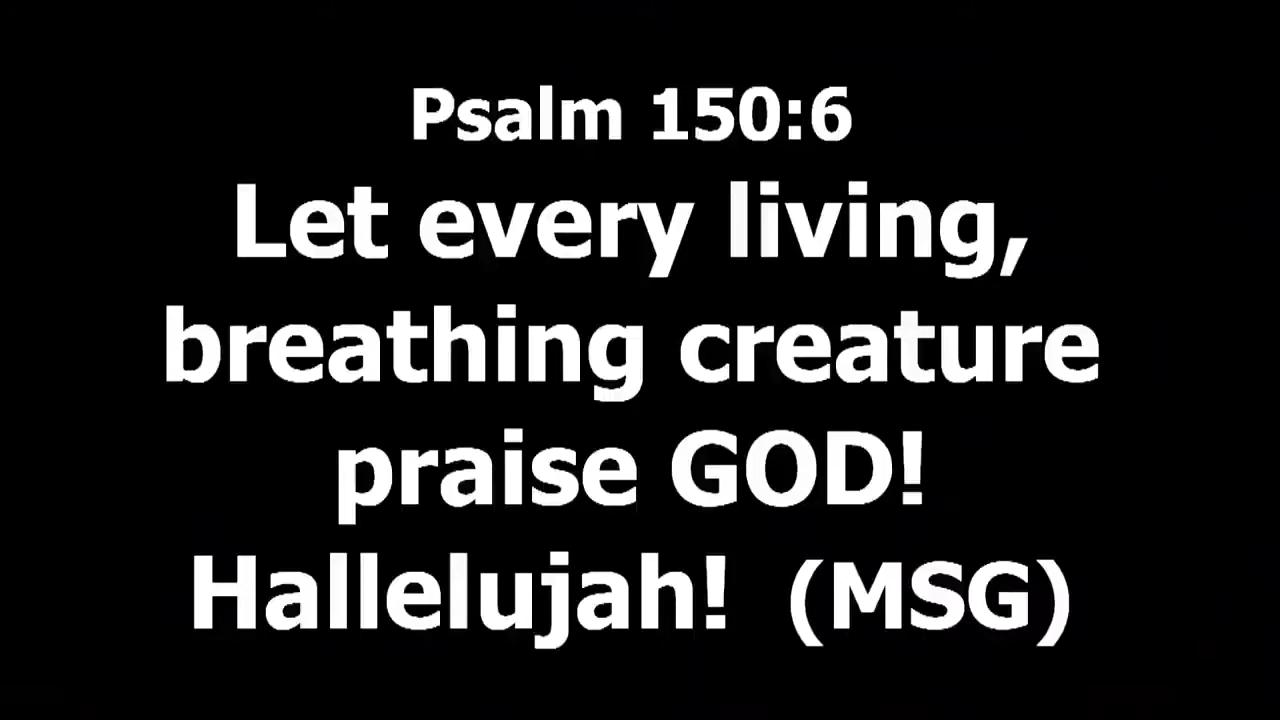 Psalm 150:6
Let every living,
breathing creature
praise GOD!
Hallelujah! (MSG)